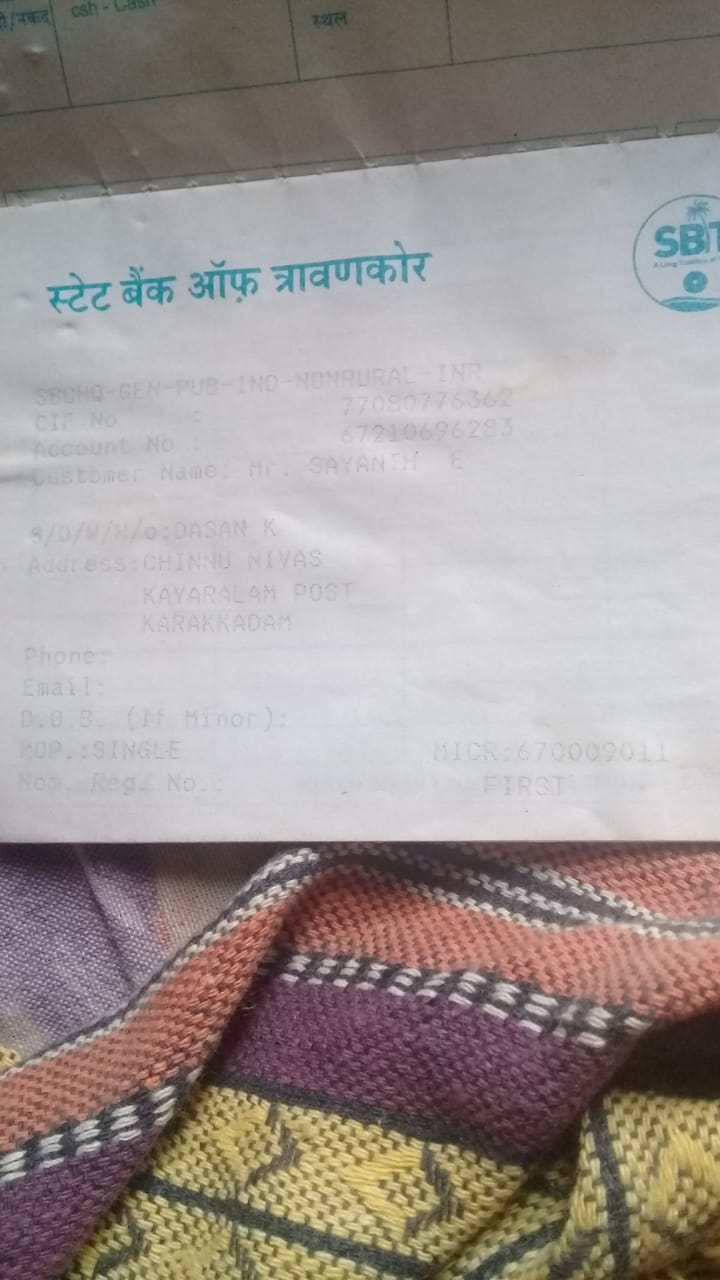 csh - Cash
स्थल
स्टेट बैंक ऑफ़ त्रावणकोर
SBT
SBCHQ-GEN-PUB-IND-NONRURAL-INR
CIF No : 77080776362
Account No : 67210696283
Customer Name: Mr. SAYANTH E
S/D/W/H/o:DASAN K
Address:CHINNU NIVAS
KAYARALAM POST
KARAKKADAM
Phone:
Email:
D.O.B. (If Minor):
MOP.:SINGLE MICR:670009011
Nom. Reg. No.: FIRST